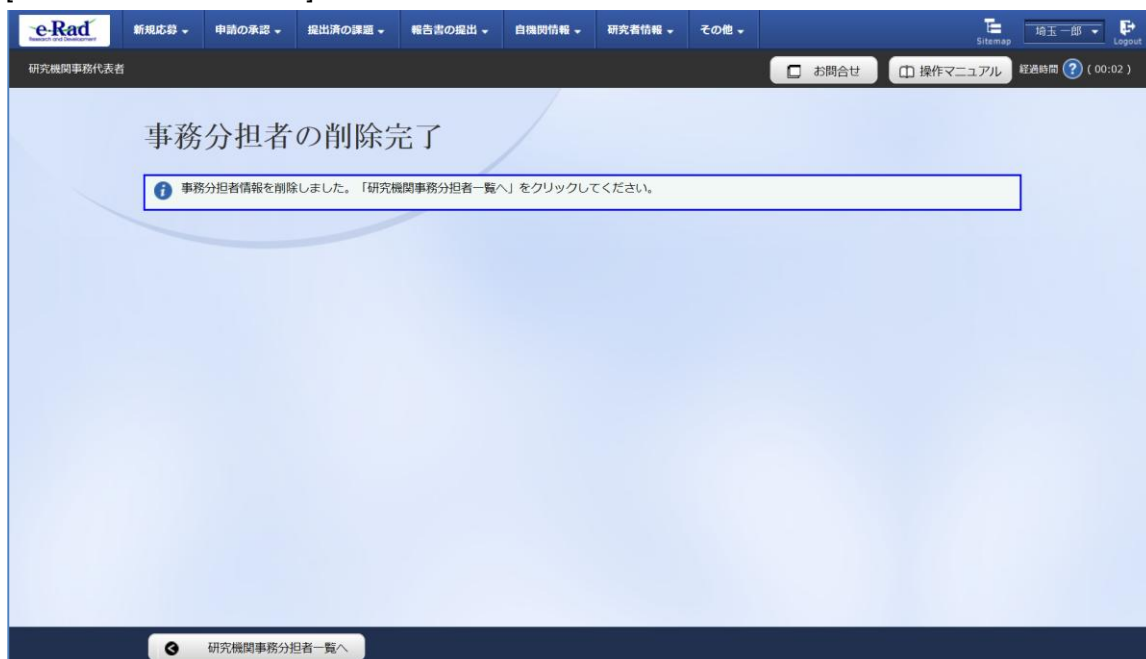 e-Rad
Research and Development
新規応募
申請の承認
提出済の課題
報告書の提出
自機関情報
研究者情報
その他
Sitemap
埼玉一郎
Logout
研究機関事務代表者
お問合せ
操作マニュアル
経過時間 ? ( 00:02 )
事務分担者の削除完了
事務分担者情報を削除しました。「研究機関事務分担者一覧へ」をクリックしてください。
研究機関事務分担者一覧へ